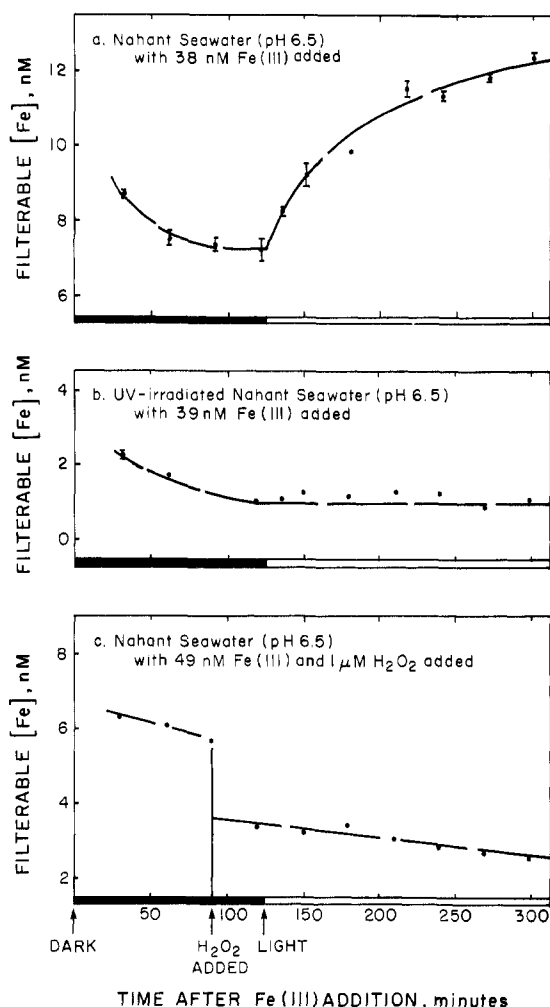 a. Nahant Seawater (pH 6.5)
with 38 nM Fe(III) added
FILTERABLE [Fe], nM
12
10
8
6
b. UV-irradiated Nahant Seawater (pH 6.5)
with 39 nM Fe(III) added
FILTERABLE [Fe], nM
4
2
0
c. Nahant Seawater (pH 6.5)
with 49 nM Fe(III) and 1 μM H₂O₂ added
FILTERABLE [Fe], nM
8
6
4
2
50 100 150 200 250 300
DARK H₂O₂ LIGHT
ADDED
TIME AFTER Fe(III) ADDITION, minutes